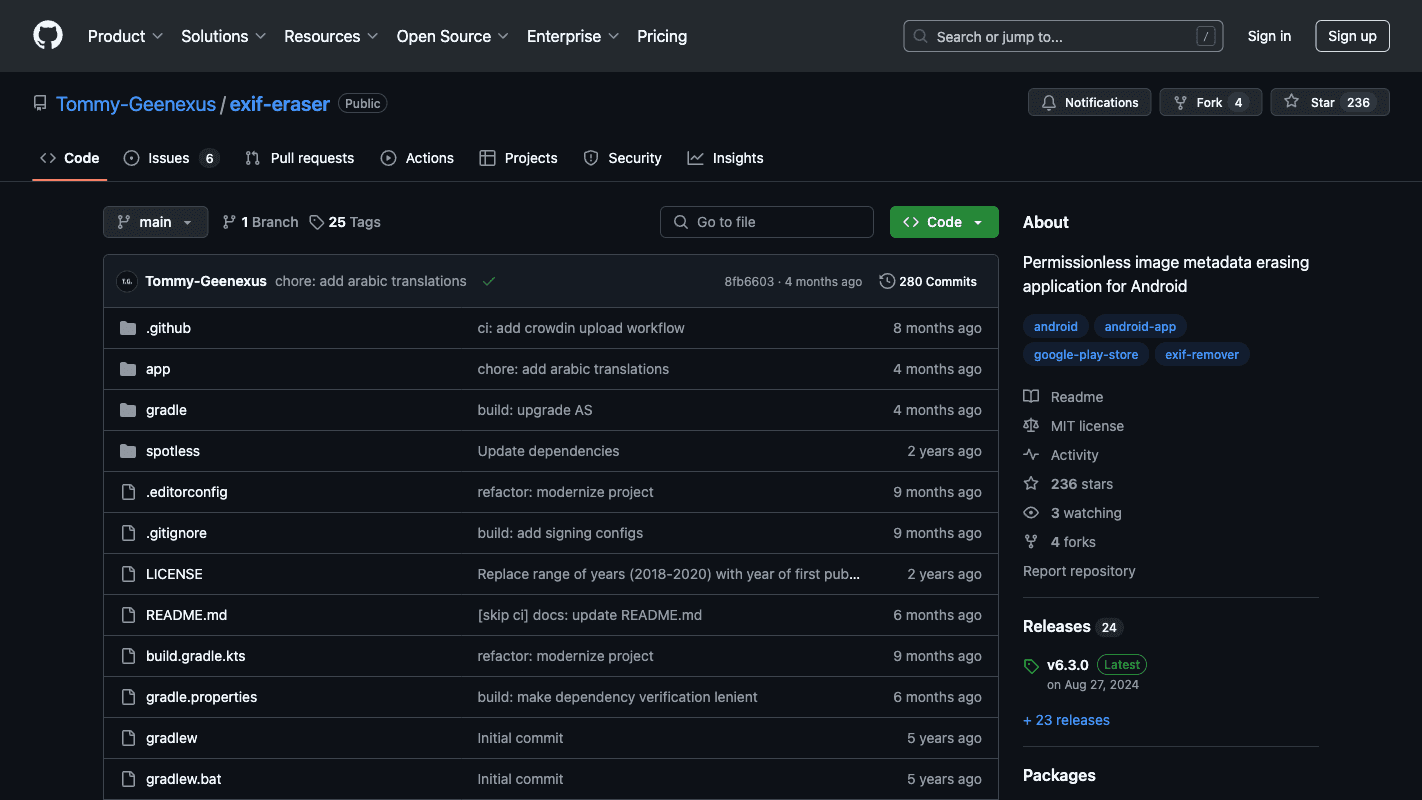 Product Solutions Resources Open Source Enterprise Pricing Search or jump to... / Sign in Sign up
Tommy-Geenexus / exif-eraser Public Notifications Fork 4 Star 236
Code Issues 6 Pull requests Actions Projects Security Insights
main 1 Branch 25 Tags Go to file Code
T.G. Tommy-Geenexus chore: add arabic translations 8fb6603 · 4 months ago 280 Commits
.github ci: add crowdin upload workflow 8 months ago
app chore: add arabic translations 4 months ago
gradle build: upgrade AS 4 months ago
spotless Update dependencies 2 years ago
.editorconfig refactor: modernize project 9 months ago
.gitignore build: add signing configs 9 months ago
LICENSE Replace range of years (2018-2020) with year of first pub... 2 years ago
README.md [skip ci] docs: update README.md 6 months ago
build.gradle.kts refactor: modernize project 9 months ago
gradle.properties build: make dependency verification lenient 6 months ago
gradlew Initial commit 5 years ago
gradlew.bat Initial commit 5 years ago
About
Permissionless image metadata erasing
application for Android
android android-app
google-play-store exif-remover
Readme
MIT license
Activity
236 stars
3 watching
4 forks
Report repository
Releases 24
v6.3.0 Latest
on Aug 27, 2024
+ 23 releases
Packages